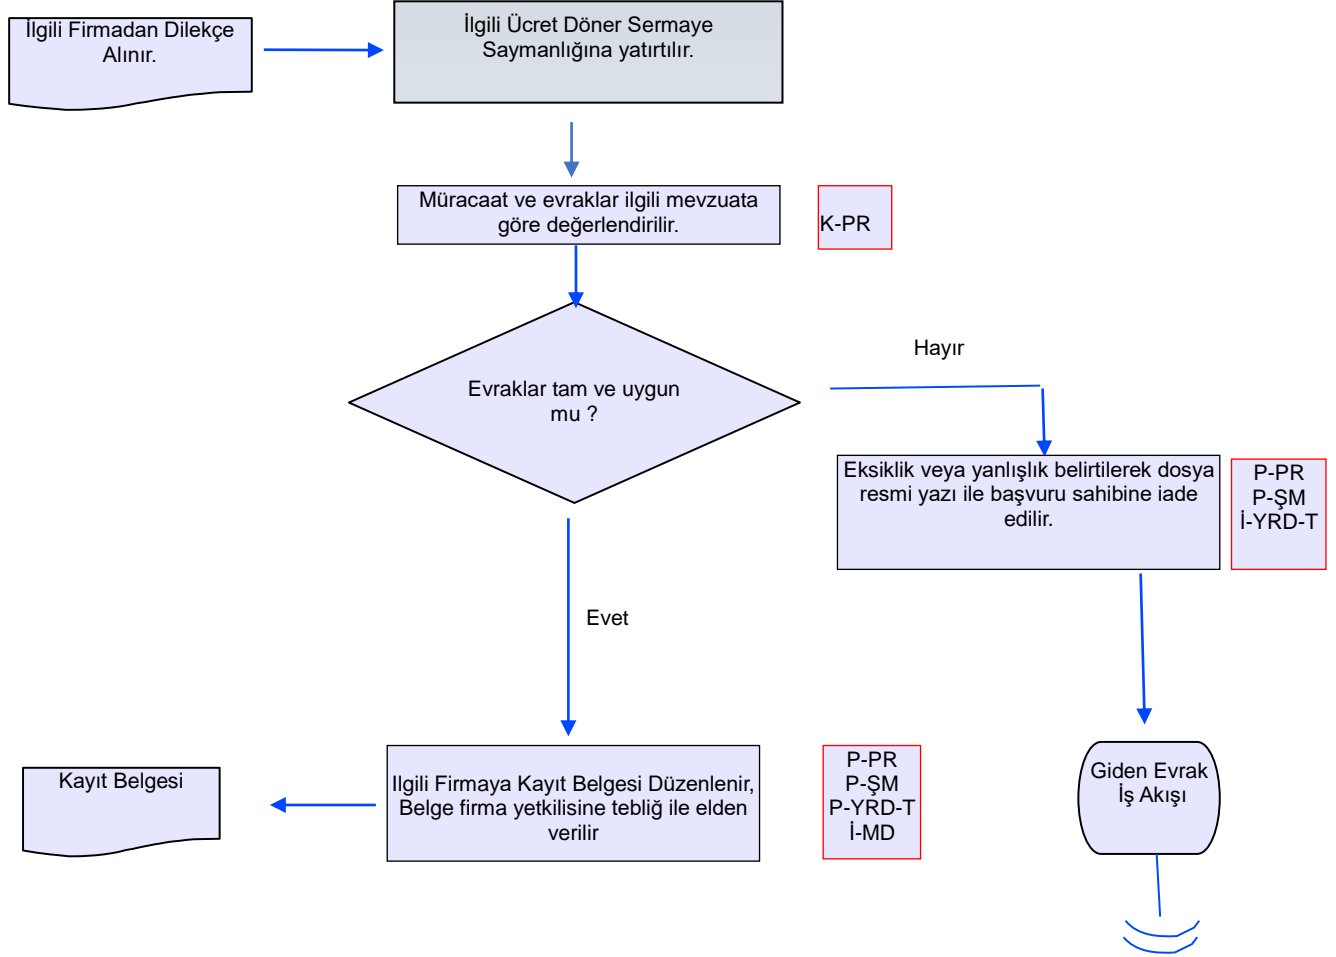 İlgili Firmadan Dilekçe
Alınır.
İlgili Ücret Döner Sermaye
Saymanlığına yatırtılır.
Müracaat ve evraklar ilgili mevzuata
göre değerlendirilir.
K-PR
Evraklar tam ve uygun
mu ?
Hayır
Eksiklik veya yanlışlık belirtilerek dosya
resmi yazı ile başvuru sahibine iade
edilir.
P-PR
P-ŞM
İ-YRD-T
Evet
Ilgili Firmaya Kayıt Belgesi Düzenlenir,
Belge firma yetkilisine tebliğ ile elden
verilir
P-PR
P-ŞM
P-YRD-T
İ-MD
Kayıt Belgesi
Giden Evrak
İş Akışı